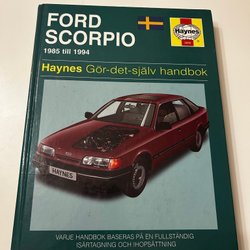 FORD
SCORPIO
1985 till 1994
Haynes
Haynes Gör-det-själv handbok
HAYNES
VARJE HANDBOK BASERAS PÅ EN FULLSTÄNDIG
ISÄRTAGNING OCH IHOPSÄTTNING